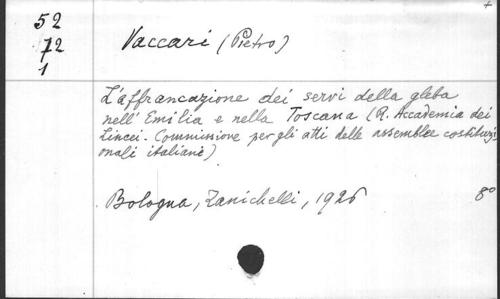 +
52
72
1
Vaccari (Pietro)
L'affrancazione dei servi della gleba
nell' Emilia e nella Toscana (R. Accademia dei
Lincei. Commissione per gli atti delle assemblee costituzi-
onali italiane)
Bologna, Zanichelli, 1926
8°